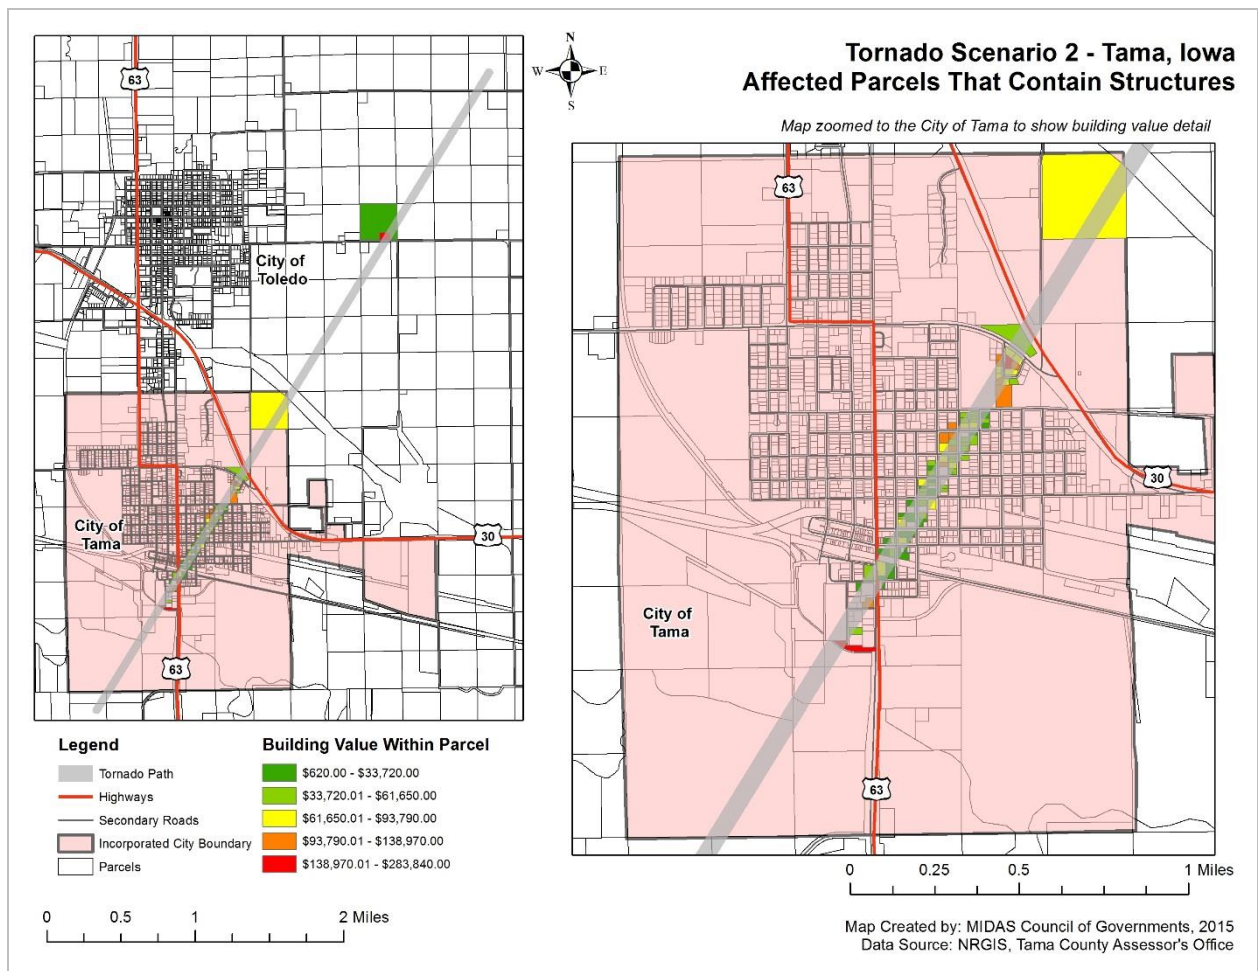 Tornado Scenario 2 - Tama, Iowa
Affected Parcels That Contain Structures
Map zoomed to the City of Tama to show building value detail
N
W E
S
63
City of
Toledo
City of
Tama
30
63
63
30
City of
Tama
63
Legend
Tornado Path
Highways
Secondary Roads
Incorporated City Boundary
Parcels
Building Value Within Parcel
$620.00 - $33,720.00
$33,720.01 - $61,650.00
$61,650.01 - $93,790.00
$93,790.01 - $138,970.00
$138,970.01 - $283,840.00
0 0.5 1 2 Miles
0 0.25 0.5 1 Miles
Map Created by: MIDAS Council of Governments, 2015
Data Source: NRGIS, Tama County Assessor's Office